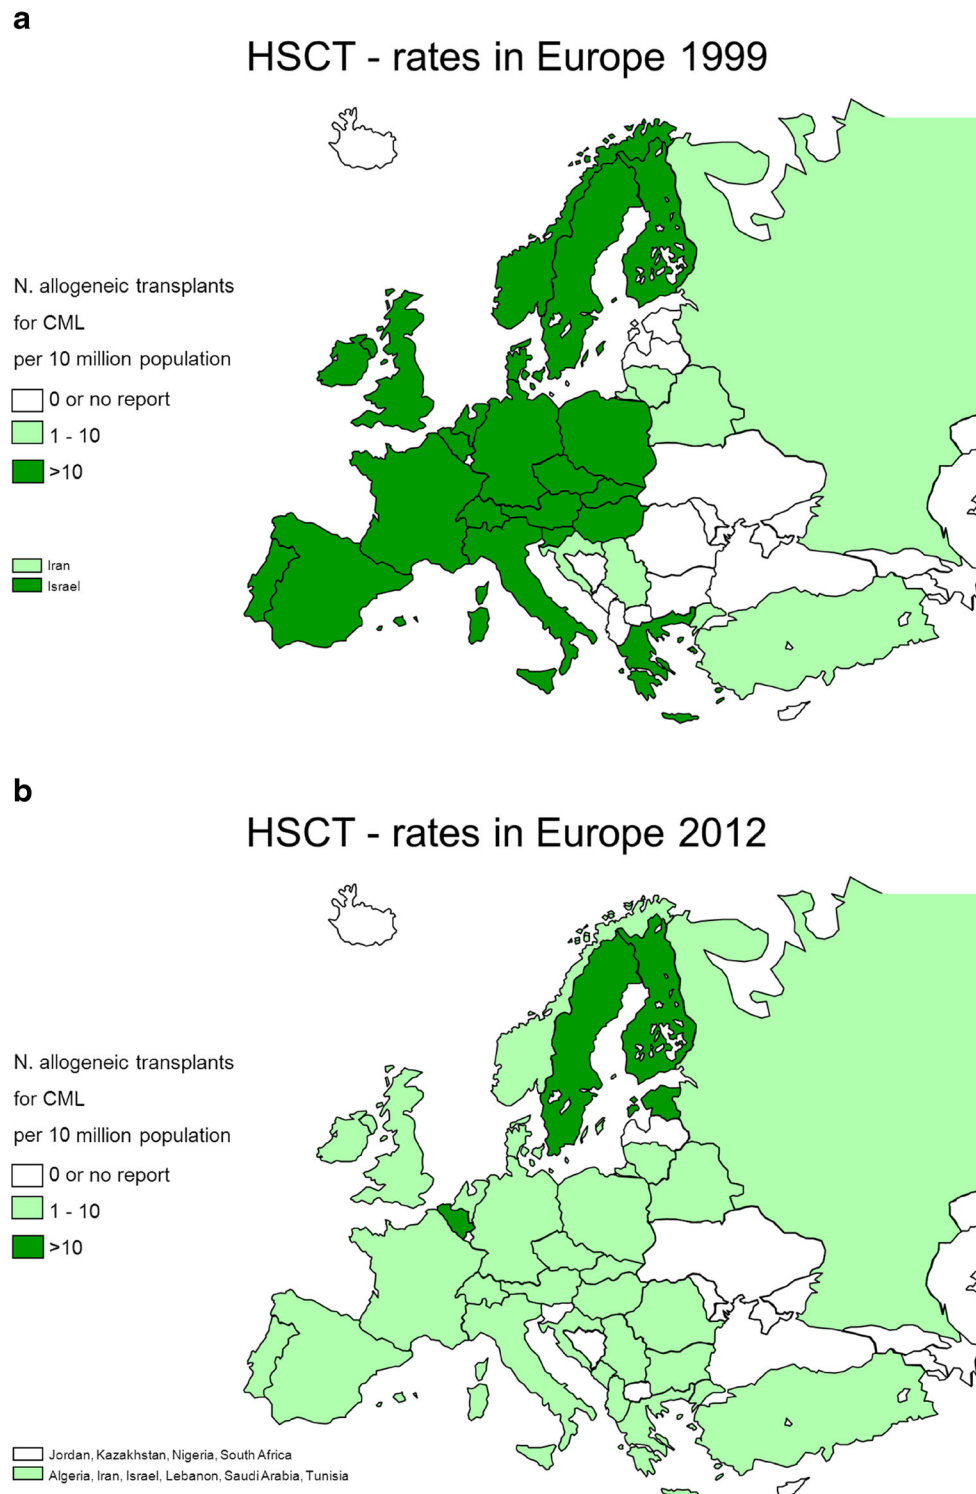 a
HSCT - rates in Europe 1999
N. allogeneic transplants
for CML
per 10 million population
0 or no report
1 - 10
>10
Iran
Israel
b
HSCT - rates in Europe 2012
N. allogeneic transplants
for CML
per 10 million population
0 or no report
1 - 10
>10
Jordan, Kazakhstan, Nigeria, South Africa
Algeria, Iran, Israel, Lebanon, Saudi Arabia, Tunisia